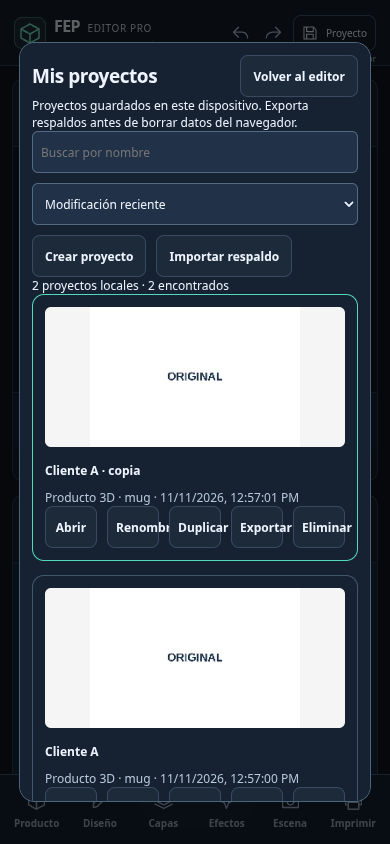 FEP EDITOR PRO
Proyecto
Mis proyectos
Volver al editor
Proyectos guardados en este dispositivo. Exporta
respaldos antes de borrar datos del navegador.
Buscar por nombre
Modificación reciente
Crear proyecto
Importar respaldo
2 proyectos locales · 2 encontrados
ORIGINAL
Cliente A · copia
Producto 3D · mug · 11/11/2026, 12:57:01 PM
Abrir
Renombr
Duplicar
Exportar
Eliminar
ORIGINAL
Cliente A
Producto 3D · mug · 11/11/2026, 12:57:00 PM
Producto
Diseño
Capas
Efectos
Escena
Imprimir